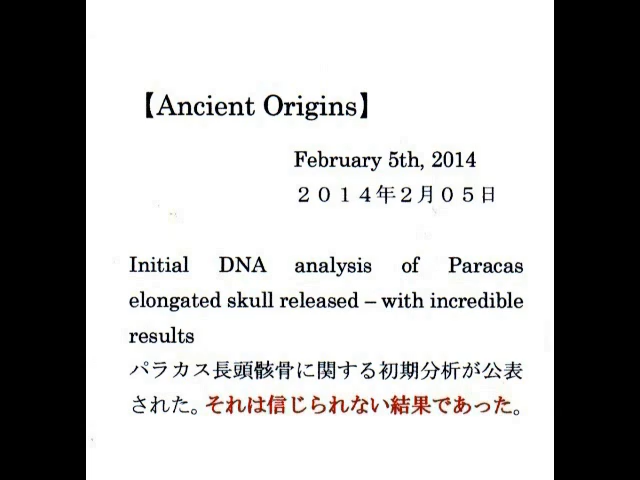 【Ancient Origins】
February 5th, 2014
２０１４年２月０５日
Initial DNA analysis of Paracas
elongated skull released – with incredible
results
パラカス長頭骸骨に関する初期分析が公表
された。それは信じられない結果であった。